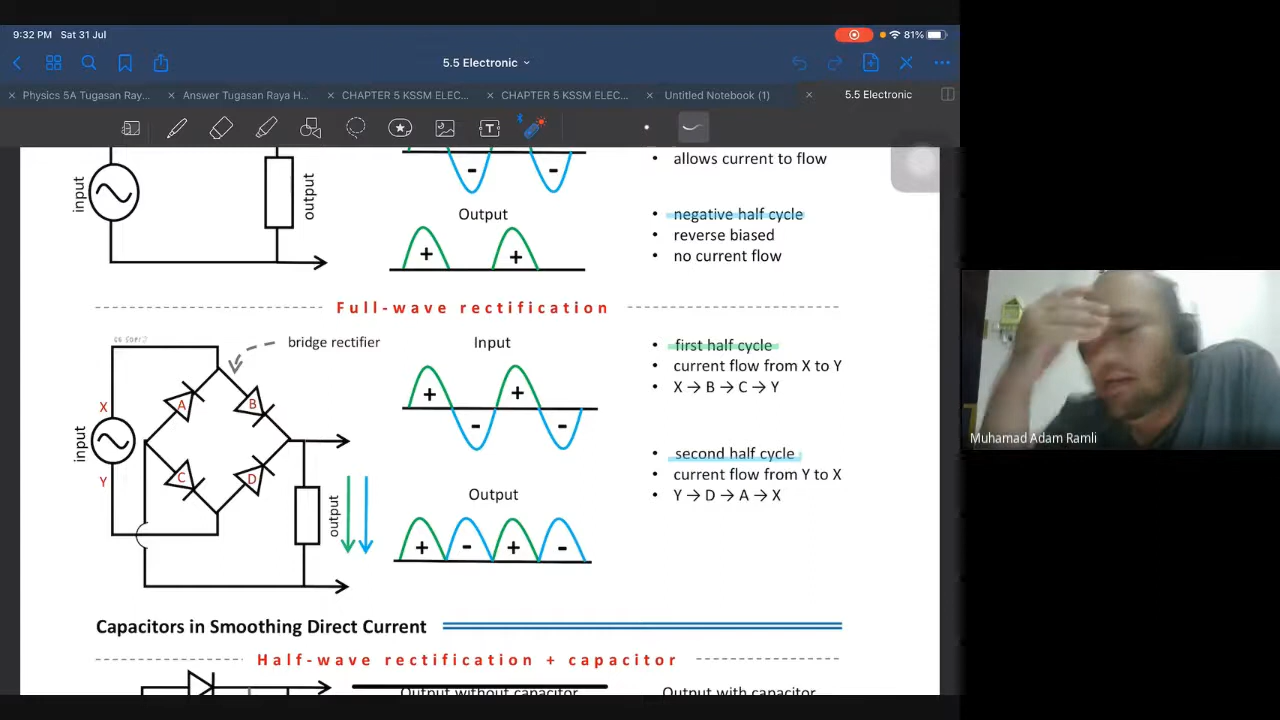 9:32 PM Sat 31 Jul
81%
5.5 Electronic
Physics 5A Tugasan Ray...
Answer Tugasan Raya H...
CHAPTER 5 KSSM ELEC...
CHAPTER 5 KSSM ELEC...
Untitled Notebook (1)
5.5 Electronic
input
output
-
-
Output
+
+
• allows current to flow
• negative half cycle
• reverse biased
• no current flow
Full-wave rectification
bridge rectifier
X
input
Y
A
B
C
D
output
Input
+
+
-
-
Output
+
-
+
-
• first half cycle
• current flow from X to Y
• X → B → C → Y
• second half cycle
• current flow from Y to X
• Y → D → A → X
Capacitors in Smoothing Direct Current
Half-wave rectification + capacitor
Output without capacitor
Output with capacitor
Muhamad Adam Ramli